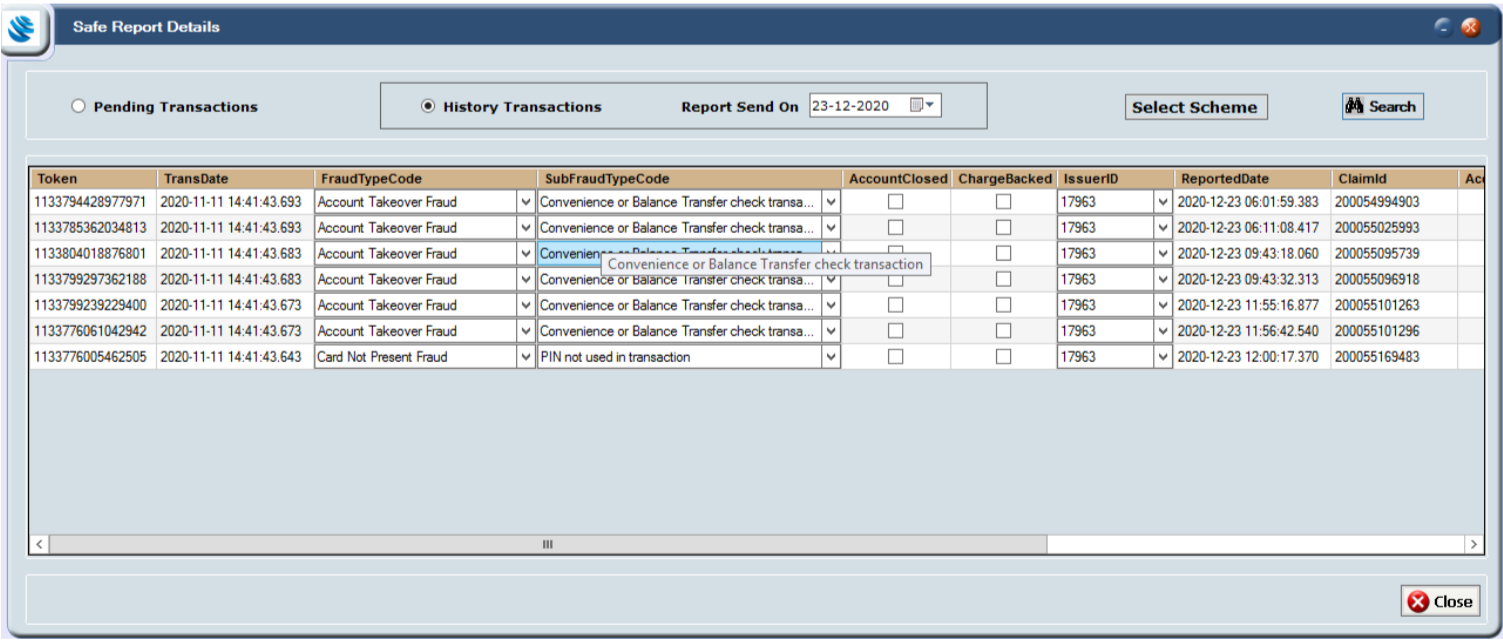 Safe Report Details
Pending Transactions History Transactions Report Send On 23-12-2020 Select Scheme Search
Token TransDate FraudTypeCode SubFraudTypeCode AccountClosed ChargeBacked IssuerID ReportedDate ClaimId
1133794428977971 2020-11-11 14:41:43.693 Account Takeover Fraud Convenience or Balance Transfer check transa... 17963 2020-12-23 06:01:59.383 200054994903
1133785362034813 2020-11-11 14:41:43.693 Account Takeover Fraud Convenience or Balance Transfer check transa... 17963 2020-12-23 06:11:08.417 200055025993
1133804018876801 2020-11-11 14:41:43.683 Account Takeover Fraud Convenience or Balance Transfer check transa... 17963 2020-12-23 09:43:18.060 200055095739
Convenience or Balance Transfer check transaction
1133799297362188 2020-11-11 14:41:43.683 Account Takeover Fraud Convenience or Balance Transfer check transa... 17963 2020-12-23 09:43:32.313 200055096918
1133799239229400 2020-11-11 14:41:43.673 Account Takeover Fraud Convenience or Balance Transfer check transa... 17963 2020-12-23 11:55:16.877 200055101263
1133776061042942 2020-11-11 14:41:43.673 Account Takeover Fraud Convenience or Balance Transfer check transa... 17963 2020-12-23 11:56:42.540 200055101296
1133776005462505 2020-11-11 14:41:43.643 Card Not Present Fraud PIN not used in transaction 17963 2020-12-23 12:00:17.370 200055169483
Close